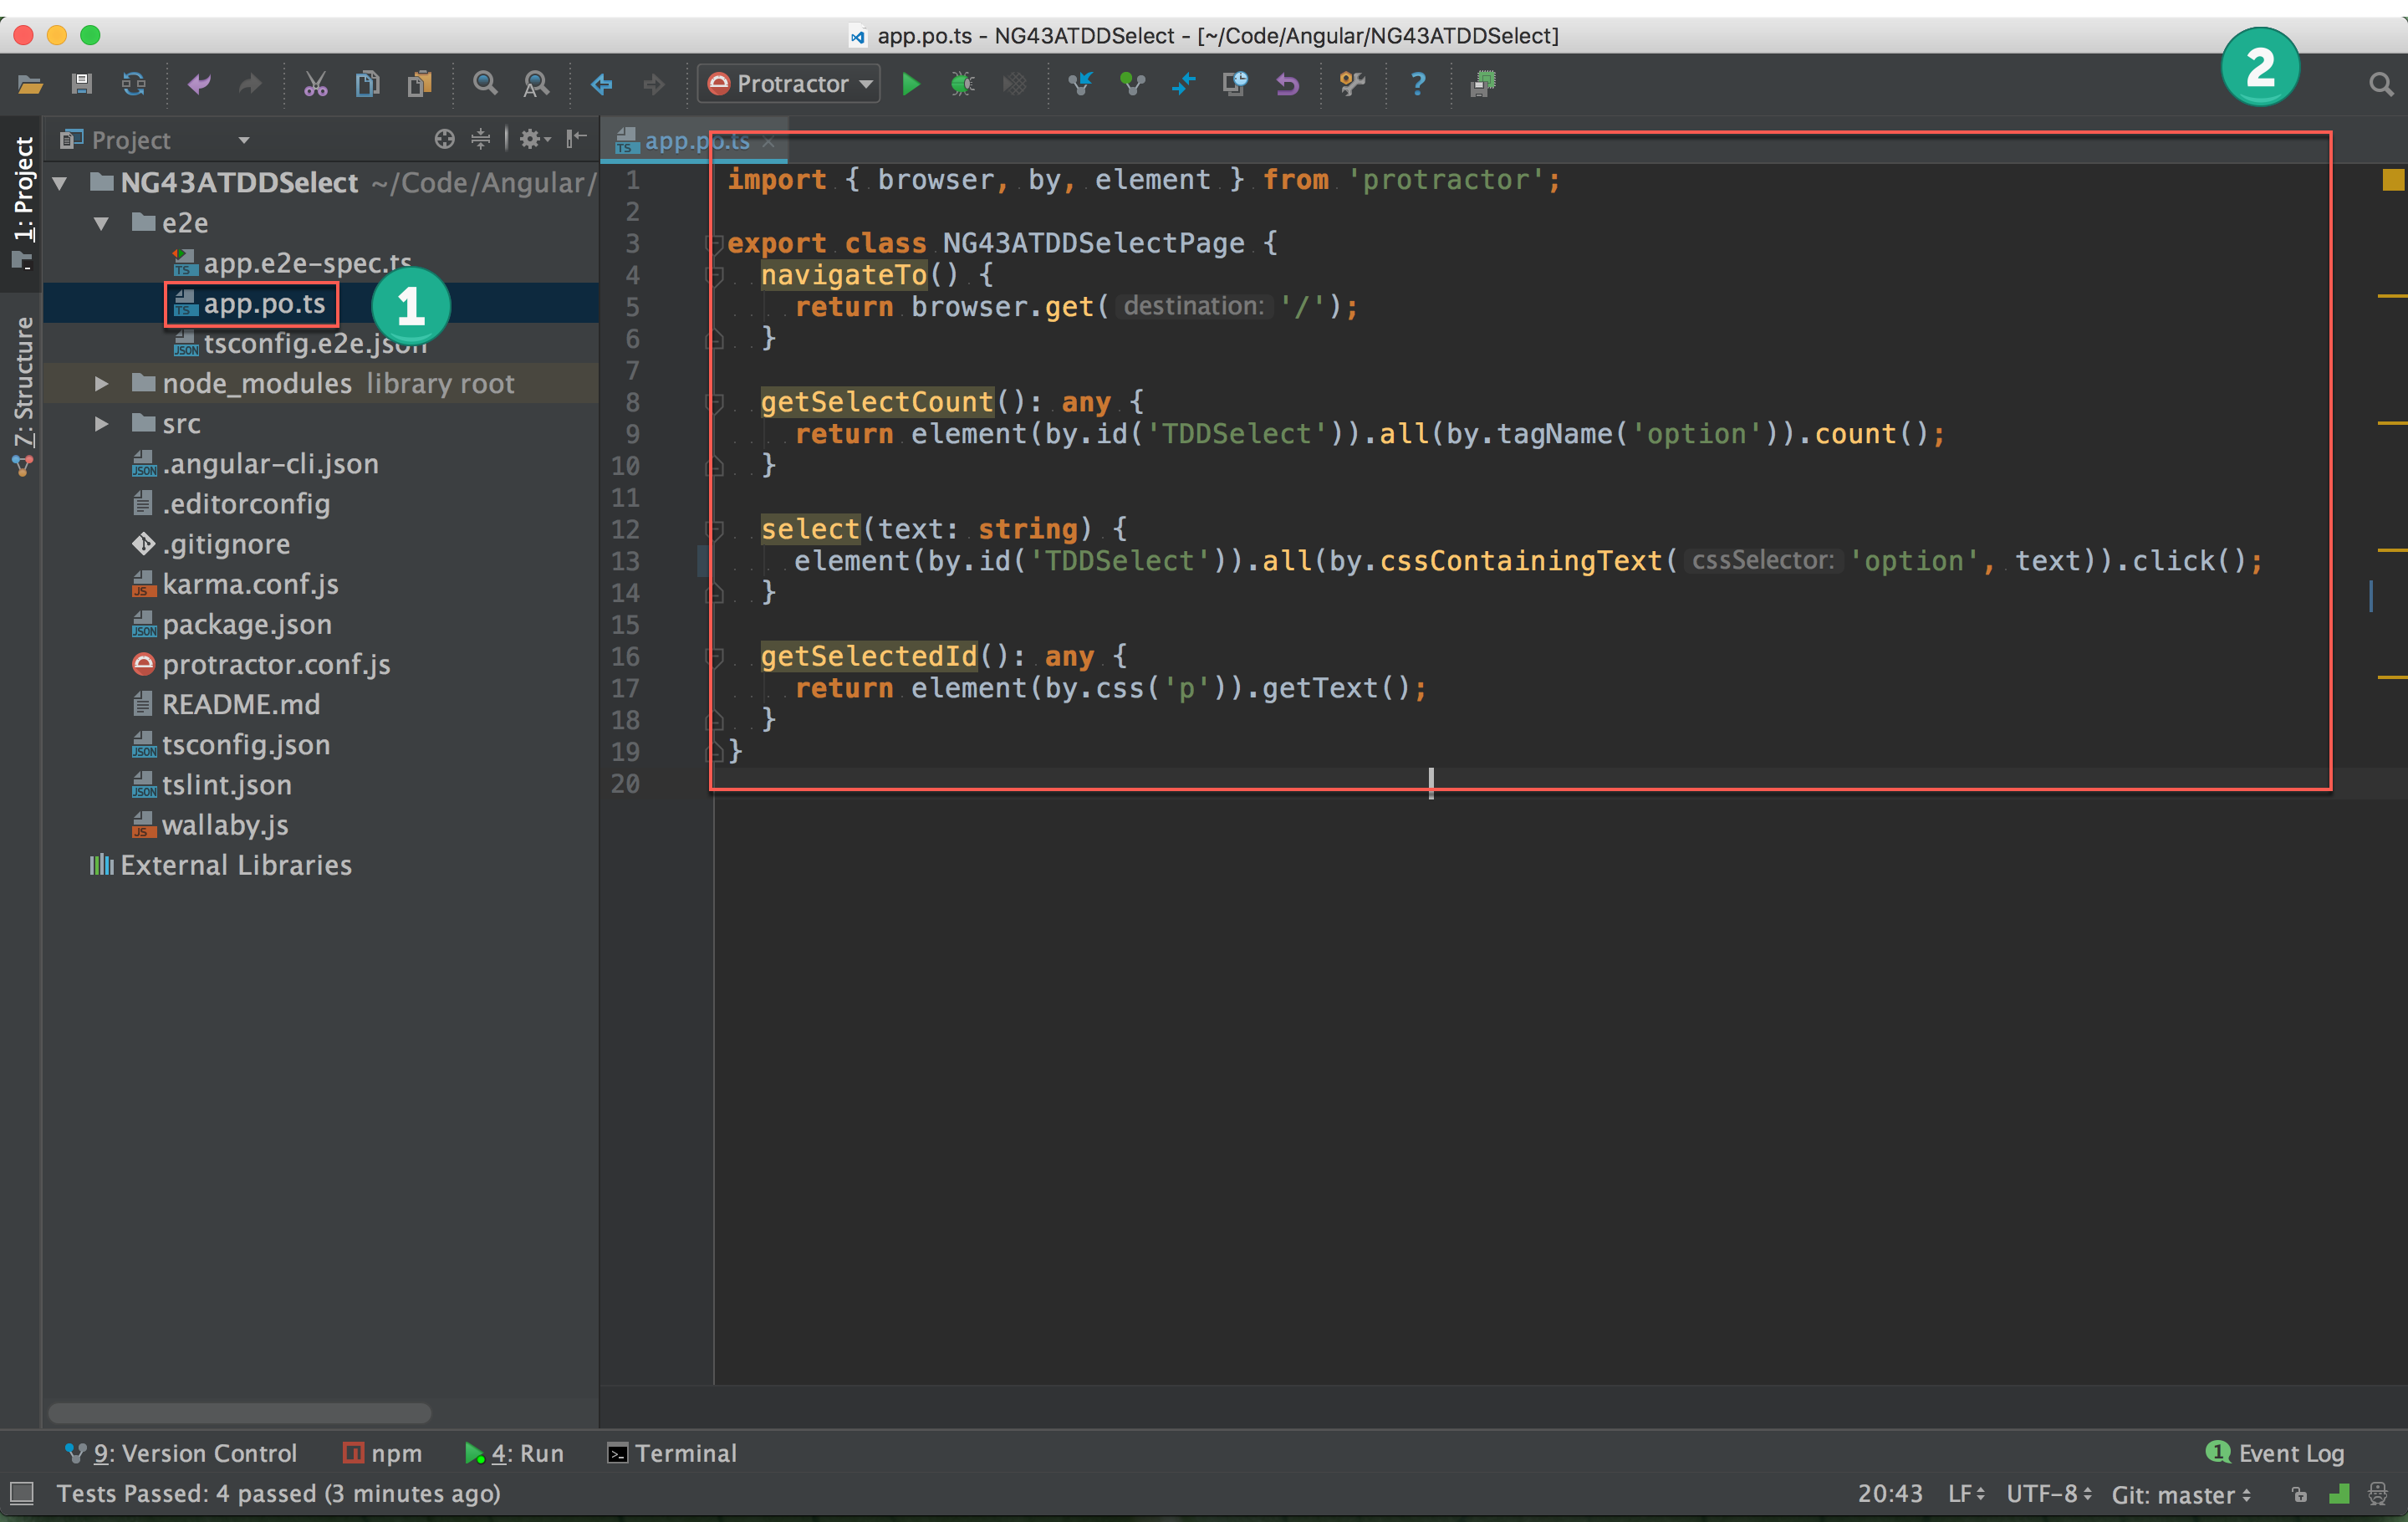 app.po.ts - NG43ATDDSelect - [~/Code/Angular/NG43ATDDSelect]
2
Protractor
1: Project
Z: Structure
Project
NG43ATDDSelect ~/Code/Angular/
e2e
app.e2e-spec.ts
app.po.ts
1
tsconfig.e2e.json
node_modules library root
src
.angular-cli.json
.editorconfig
.gitignore
karma.conf.js
package.json
protractor.conf.js
README.md
tsconfig.json
tslint.json
wallaby.js
External Libraries
app.po.ts
1 import { browser, by, element } from 'protractor';
2
3 export class NG43ATDDSelectPage {
4 navigateTo() {
5 return browser.get( destination: '/');
6 }
7
8 getSelectCount(): any {
9 return element(by.id('TDDSelect')).all(by.tagName('option')).count();
10 }
11
12 select(text: string) {
13 element(by.id('TDDSelect')).all(by.cssContainingText( cssSelector: 'option', text)).click();
14 }
15
16 getSelectedId(): any {
17 return element(by.css('p')).getText();
18 }
19 }
20
9: Version Control npm 4: Run Terminal 1 Event Log
Tests Passed: 4 passed (3 minutes ago) 20:43 LF UTF-8 Git: master